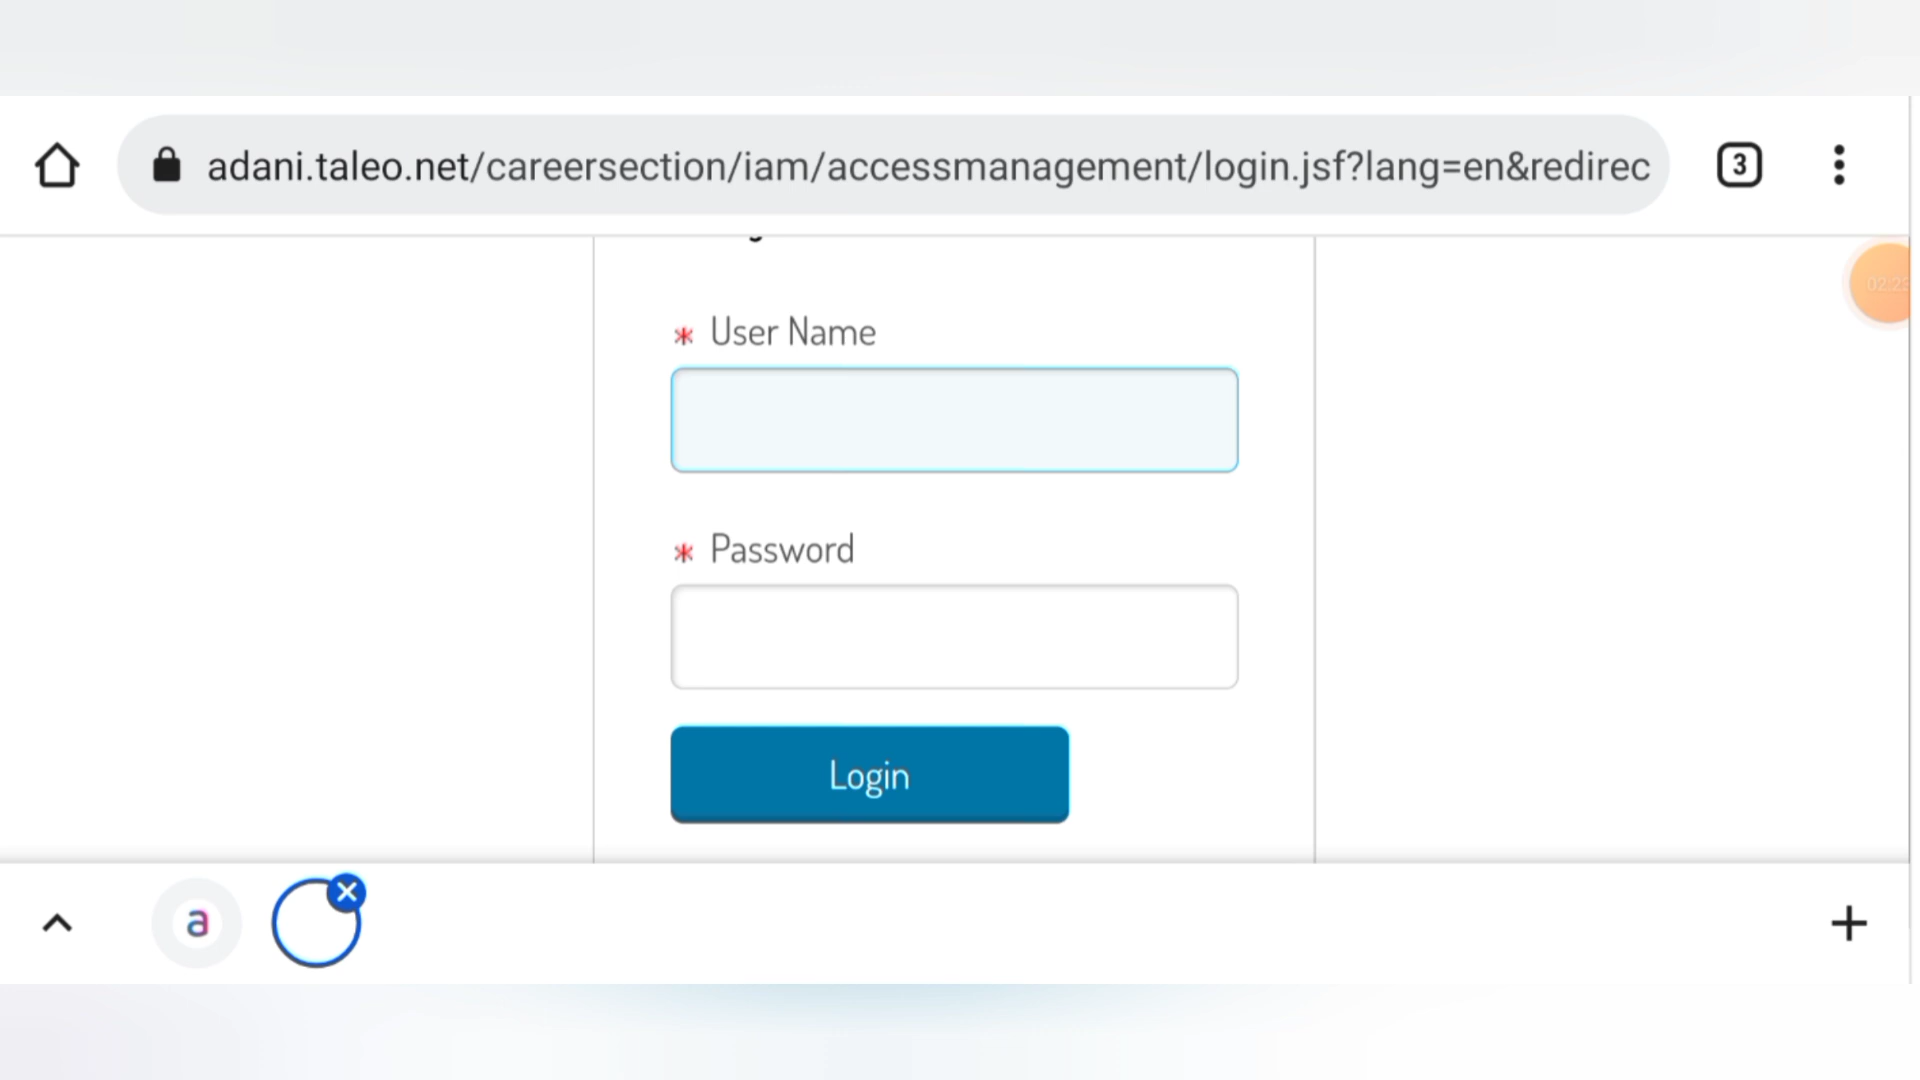 adani.taleo.net/careersection/iam/accessmanagement/login.jsf?lang=en&redirec
3
* User Name
* Password
Login
a